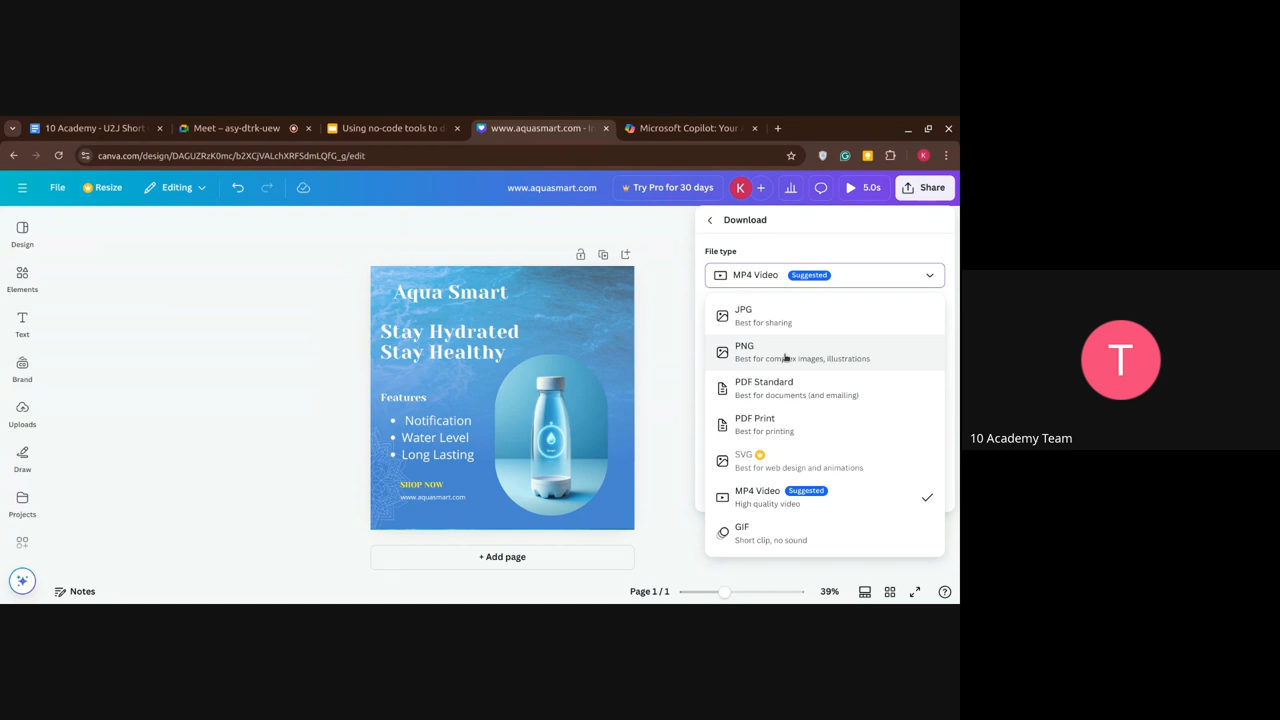 10 Academy - U2J Short
Meet – asy-dtrk-uew
Using no-code tools to d
www.aquasmart.com - In
Microsoft Copilot: Your A
canva.com/design/DAGUZRzK0mc/b2XCjVALchXRFSdmLQfG_g/edit
K
File
Resize
Editing
www.aquasmart.com
Try Pro for 30 days
K
5.0s
Share
Design
Elements
Text
Brand
Uploads
Draw
Projects
Aqua Smart
Stay Hydrated
Stay Healthy
Features
• Notification
• Water Level
• Long Lasting
SHOP NOW
www.aquasmart.com
+ Add page
Download
File type
MP4 Video Suggested
JPG
Best for sharing
PNG
Best for complex images, illustrations
PDF Standard
Best for documents (and emailing)
PDF Print
Best for printing
SVG
Best for web design and animations
MP4 Video Suggested
High quality video
GIF
Short clip, no sound
Notes
Page 1 / 1
39%
T
10 Academy Team